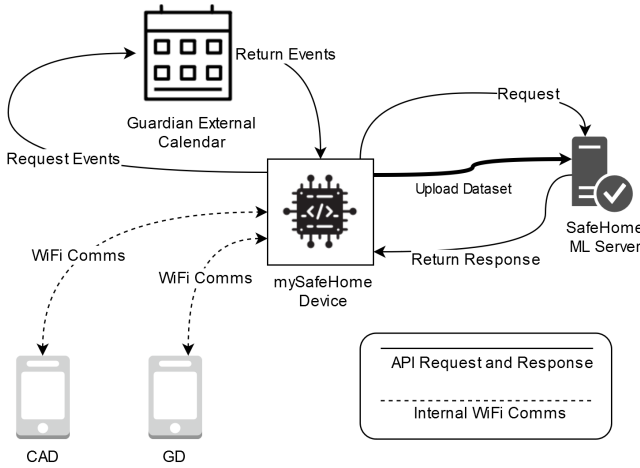 Return Events
Request
Guardian External
Calendar
Request Events
Upload Dataset
SafeHome
ML Server
WiFi Comms
Return Response
WiFi Comms
mySafeHome
Device
API Request and Response
Internal WiFi Comms
CAD
GD